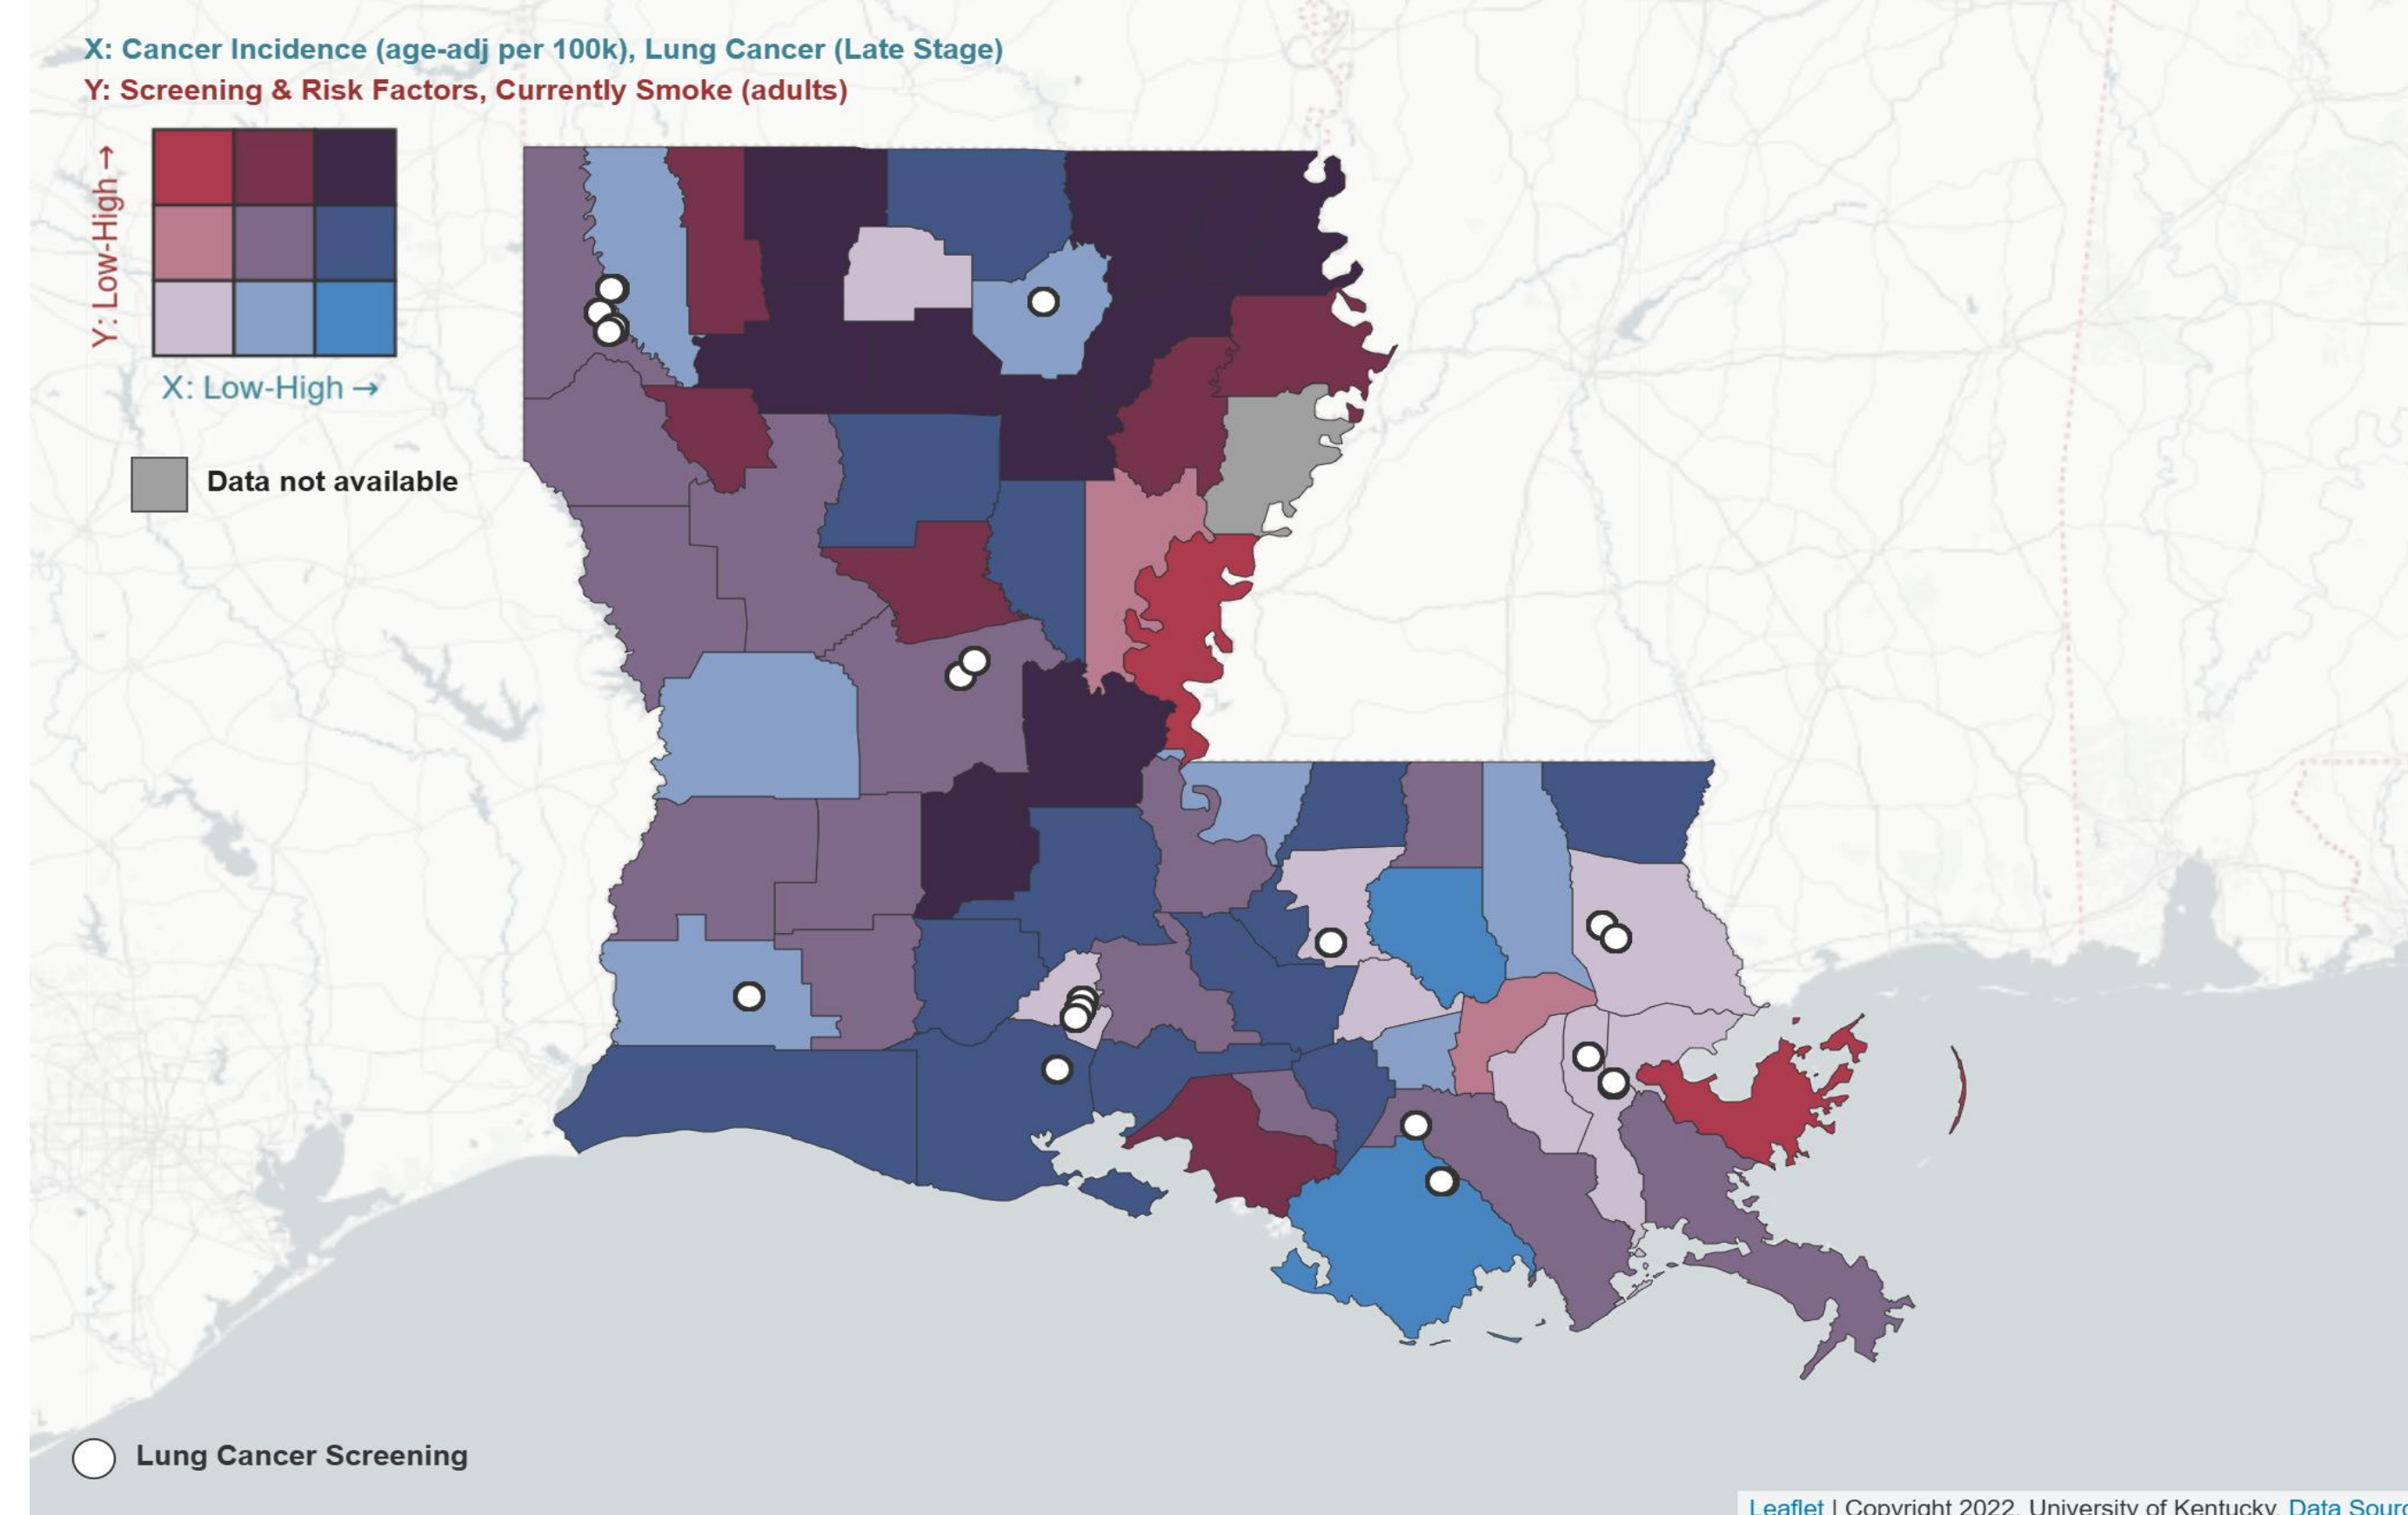 X: Cancer Incidence (age-adj per 100k), Lung Cancer (Late Stage)
Y: Screening & Risk Factors, Currently Smoke (adults)
Y: Low-High →
X: Low-High →
Data not available
Lung Cancer Screening
Leaflet | Copyright 2022, University of Kentucky, Data Sourc